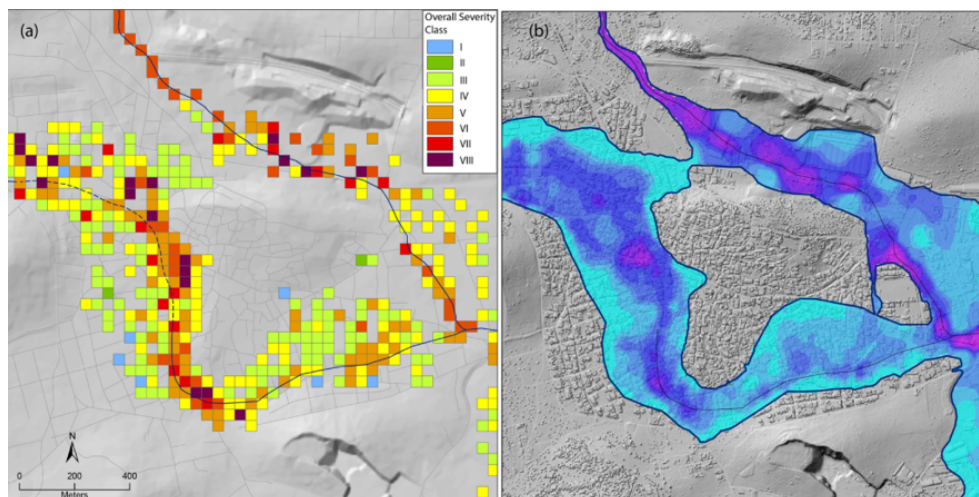 (a)
Overall Severity
Class
I
II
III
IV
V
VI
VII
VIII
N
0 200 400
Meters
(b)